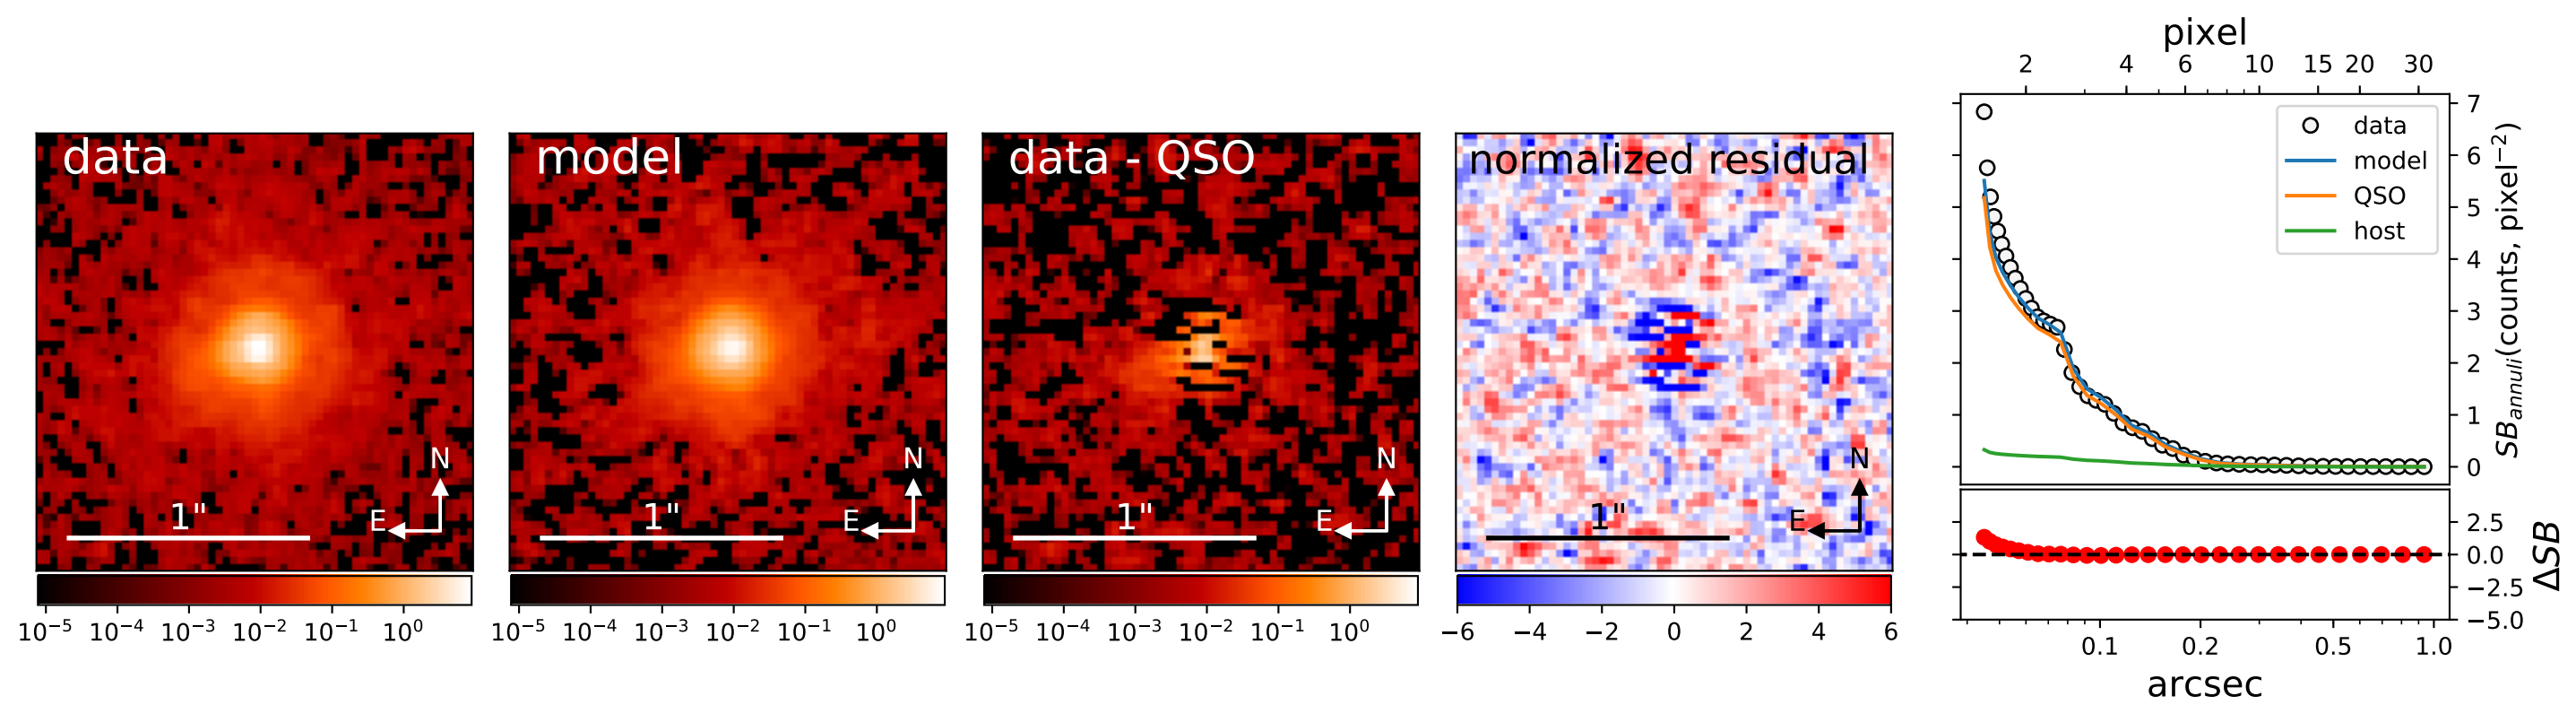 data
N
E
1"
10⁻⁵ 10⁻⁴ 10⁻³ 10⁻² 10⁻¹ 10⁰
model
N
E
1"
10⁻⁵ 10⁻⁴ 10⁻³ 10⁻² 10⁻¹ 10⁰
data - QSO
N
E
1"
10⁻⁵ 10⁻⁴ 10⁻³ 10⁻² 10⁻¹ 10⁰
normalized residual
N
E
1"
−6 −4 −2 0 2 4 6
pixel
2 4 6 10 15 20 30
data
model
QSO
host
7
6
5
4
3
2
1
0
SB_annuli(counts, pixel⁻²)
2.5
0.0
−2.5
−5.0
ΔSB
0.1 0.2 0.5 1.0
arcsec